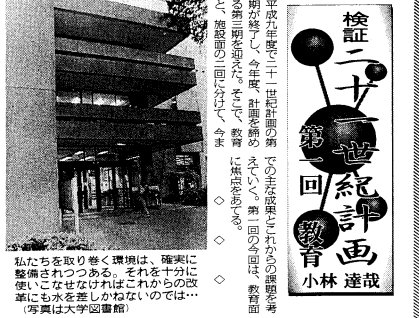 検証
二十一世紀計画
第一回 教育
小林 達哉
平成九年度で二十一世紀計画の第
期が終了し、今年度、計画を締め
る第三期を迎えた。そこで、教育
と、施設面の二回に分けて、今ま
での主な成果とこれからの課題を考
えていく。第一回の今回は、教育面
に焦点をあてる。
◇ ◇ ◇
私たちを取り巻く環境は、確実に
整備されつつある。それを十分に
使いこなせなければこれからの改
革にも水を差しかねないのでは…
(写真は大学図書館)